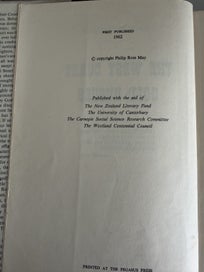 FIRST PUBLISHED
1962
© copyright Philip Ross May
Published with the aid of
The New Zealand Literary Fund
The University of Canterbury
The Carnegie Social Science Research Committee
The Westland Centennial Council
PRINTED AT THE PEGASUS PRESS